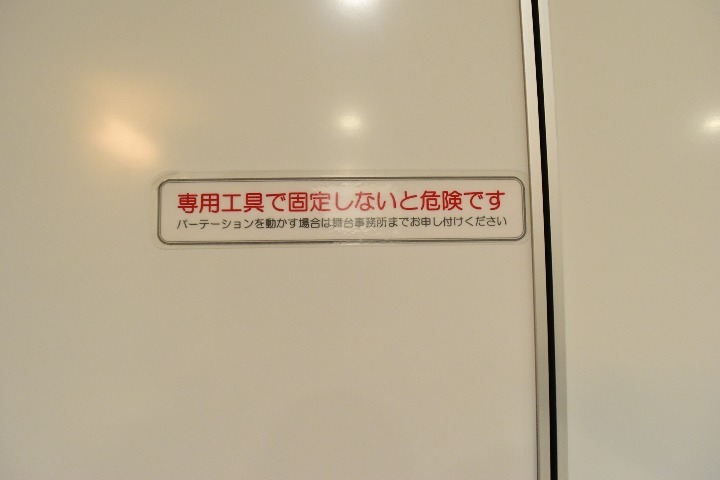 専用工具で固定しないと危険です
パーテーションを動かす場合は舞台事務所までお申し付けください